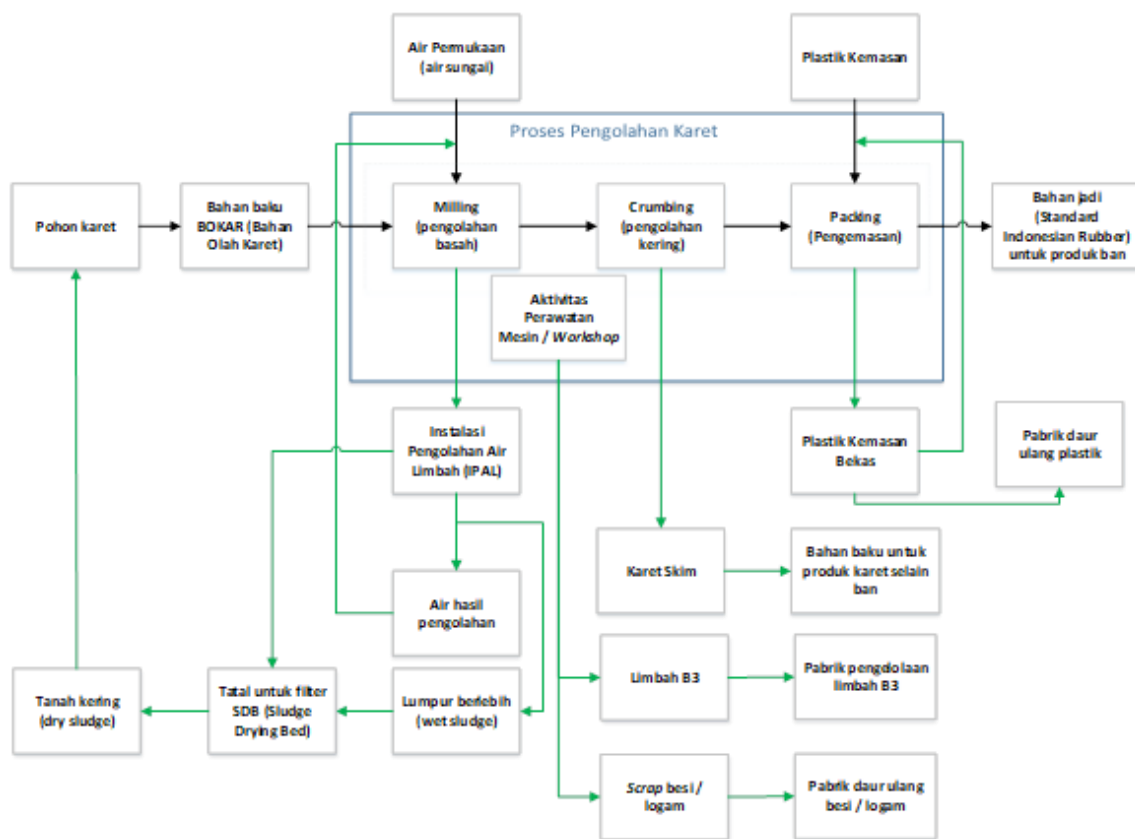 Air Permukaan
(air sungai)
Plastik Kemasan
Proses Pengolahan Karet
Pohon karet
Bahan baku
BOKAR (Bahan
Olah Karet)
Milling
(pengolahan
basah)
Crumbing
(pengolahan
kering)
Packing
(Pengemasan)
Bahan jadi
(Standard
Indonesian Rubber)
untuk produk ban
Aktivitas
Perawatan
Mesin / Workshop
Instalasi
Pengolahan Air
Limbah (IPAL)
Plastik Kemasan
Bekas
Pabrik daur
ulang plastik
Karet Skim
Bahan baku untuk
produk karet selain
ban
Air hasil
pengolahan
Tanah kering
(dry sludge)
Tatal untuk filter
SDB (Sludge
Drying Bed)
Lumpur berlebih
(wet sludge)
Limbah B3
Pabrik pengelolaan
limbah B3
Scrap besi /
logam
Pabrik daur ulang
besi / logam